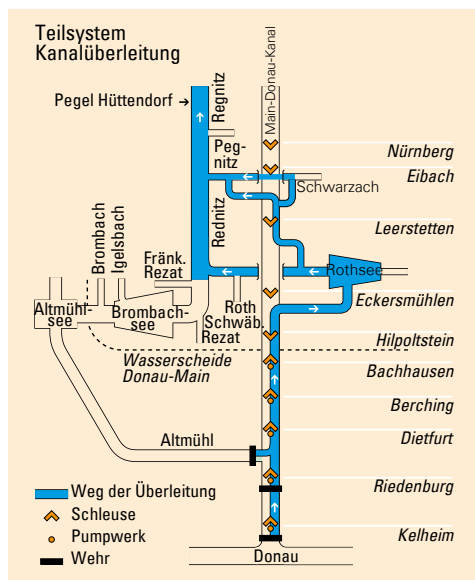 Teilsystem
Kanalüberleitung
Pegel Hüttendorf
Regnitz
Main-Donau-Kanal
Peg-
nitz
Nürnberg
Eibach
Schwarzach
Rednitz
Leerstetten
Brombach
Igelsbach
Fränk.
Rezat
Rothsee
Altmühl-
see
Brombach-
see
Roth
Schwäb.
Rezat
Eckersmühlen
Hilpoltstein
Wasserscheide
Donau-Main
Bachhausen
Berching
Altmühl
Dietfurt
Weg der Überleitung
Riedenburg
Schleuse
Pumpwerk
Kelheim
Wehr
Donau